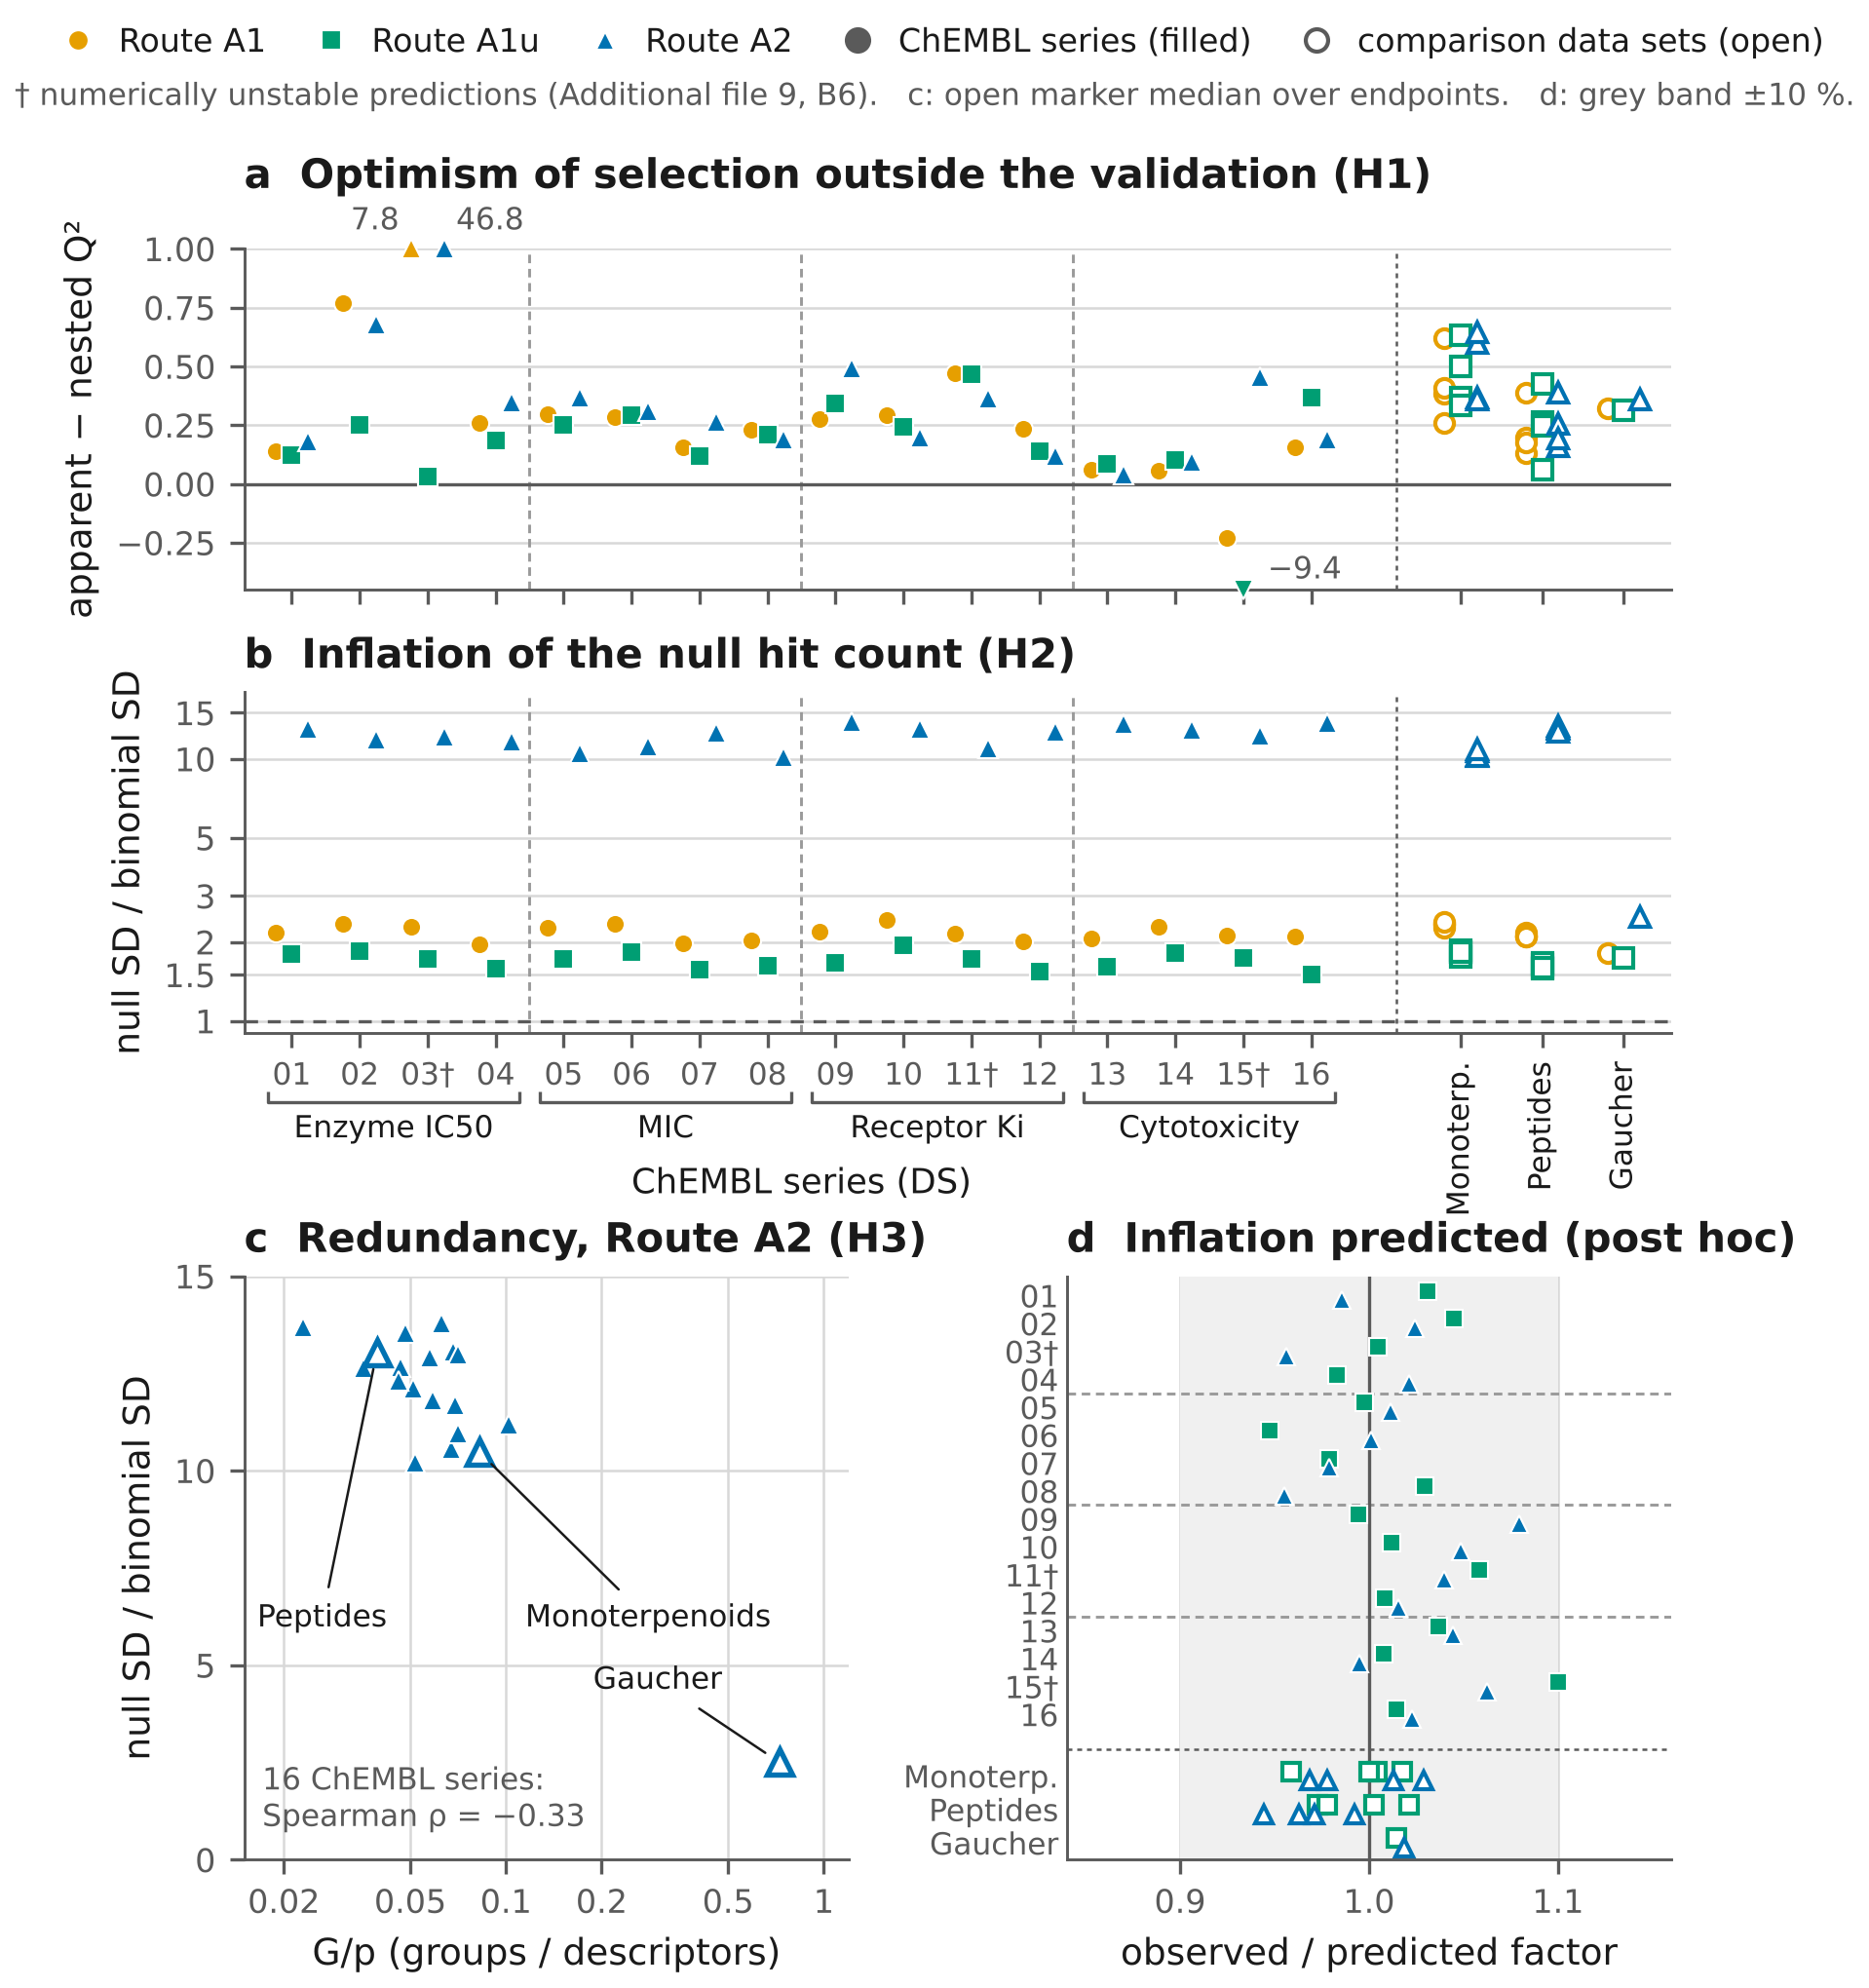 Route A1 Route A1u Route A2 ChEMBL series (filled) comparison data sets (open)
† numerically unstable predictions (Additional file 9, B6). c: open marker median over endpoints. d: grey band ±10 %.
a Optimism of selection outside the validation (H1)
7.8 46.8
apparent − nested Q²
1.00
0.75
0.50
0.25
0.00
−0.25
−9.4
b Inflation of the null hit count (H2)
null SD / binomial SD
15
10
5
3
2
1.5
1
01 02 03† 04 05 06 07 08 09 10 11† 12 13 14 15† 16
Monoterp.
Peptides
Gaucher
Enzyme IC50 MIC Receptor Ki Cytotoxicity
ChEMBL series (DS)
c Redundancy, Route A2 (H3)
null SD / binomial SD
15
10
5
0
Peptides
Monoterpenoids
Gaucher
16 ChEMBL series:
Spearman ρ = −0.33
0.02 0.05 0.1 0.2 0.5 1
G/p (groups / descriptors)
d Inflation predicted (post hoc)
01
02
03†
04
05
06
07
08
09
10
11†
12
13
14
15†
16
Monoterp.
Peptides
Gaucher
0.9 1.0 1.1
observed / predicted factor